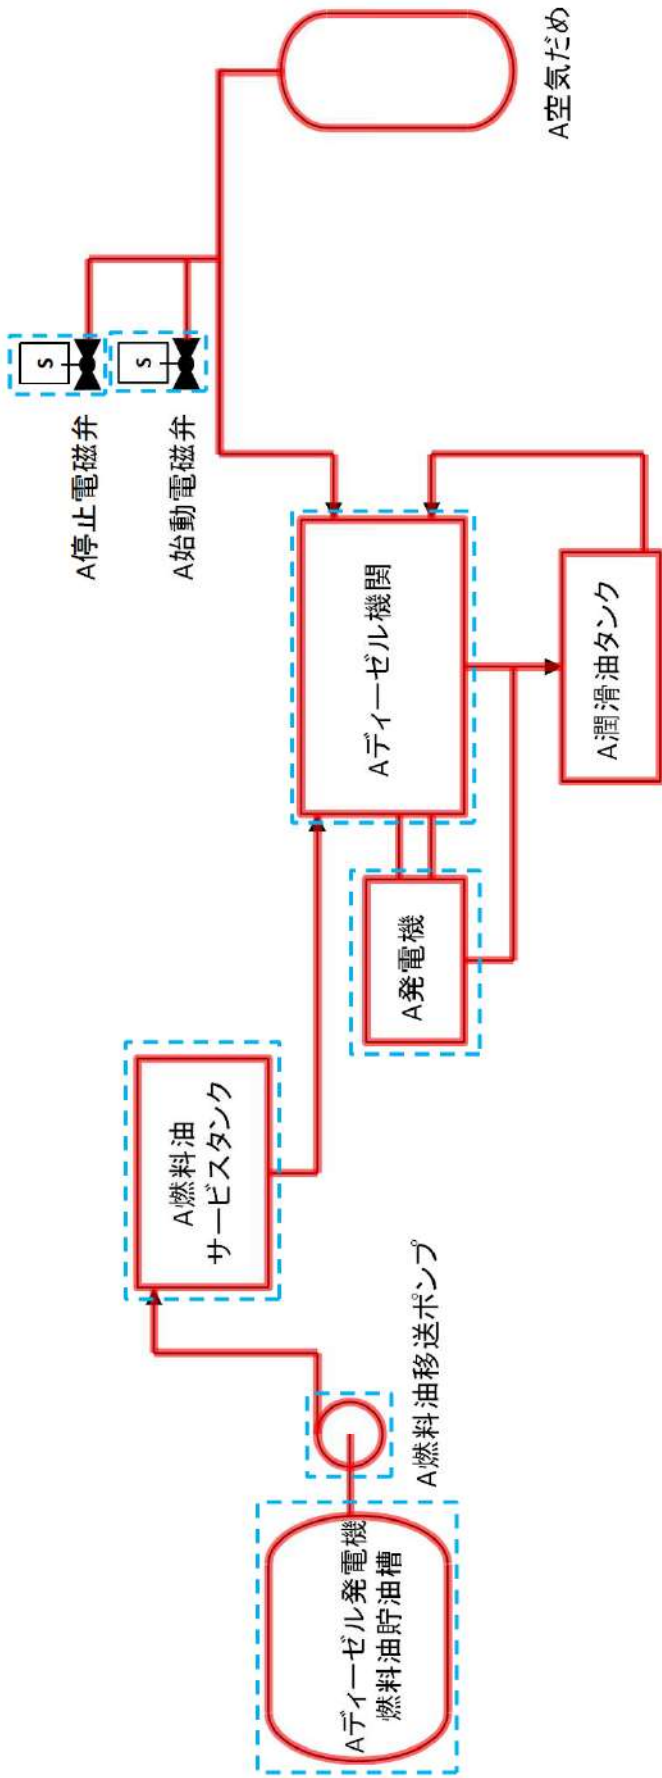 A停止電磁弁
S
A始動電磁弁
S
A空気だめ
Aディーゼル機関
A潤滑油タンク
A発電機
A燃料油
サービスタンク
A燃料油移送ポンプ
Aディーゼル発電機
燃料油貯油槽